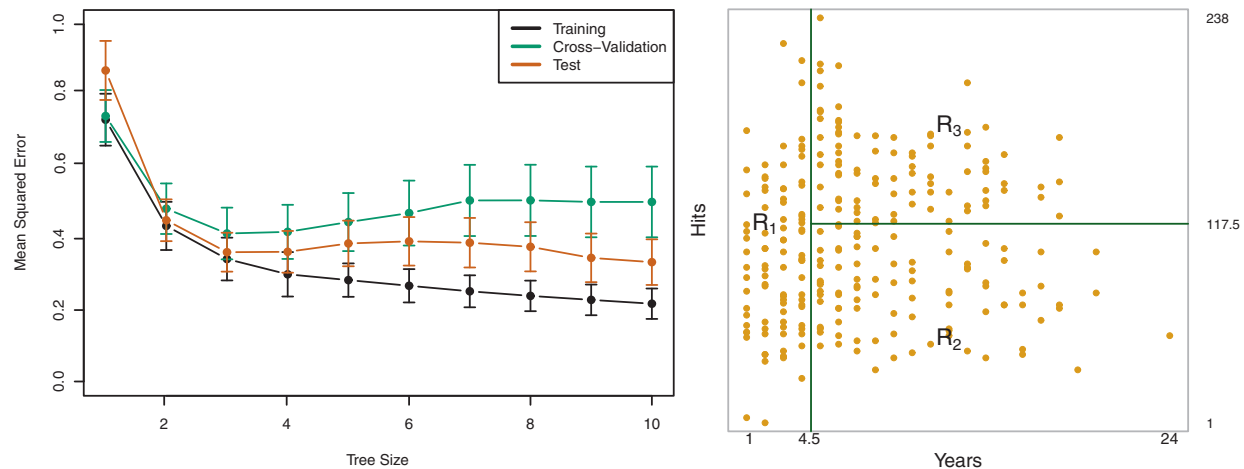 Training
Cross-Validation
Test
Mean Squared Error
1.0
0.8
0.6
0.4
0.2
0.0
2
4
6
8
10
Tree Size
238
R3
R1
117.5
Hits
R2
1
1
4.5
24
Years